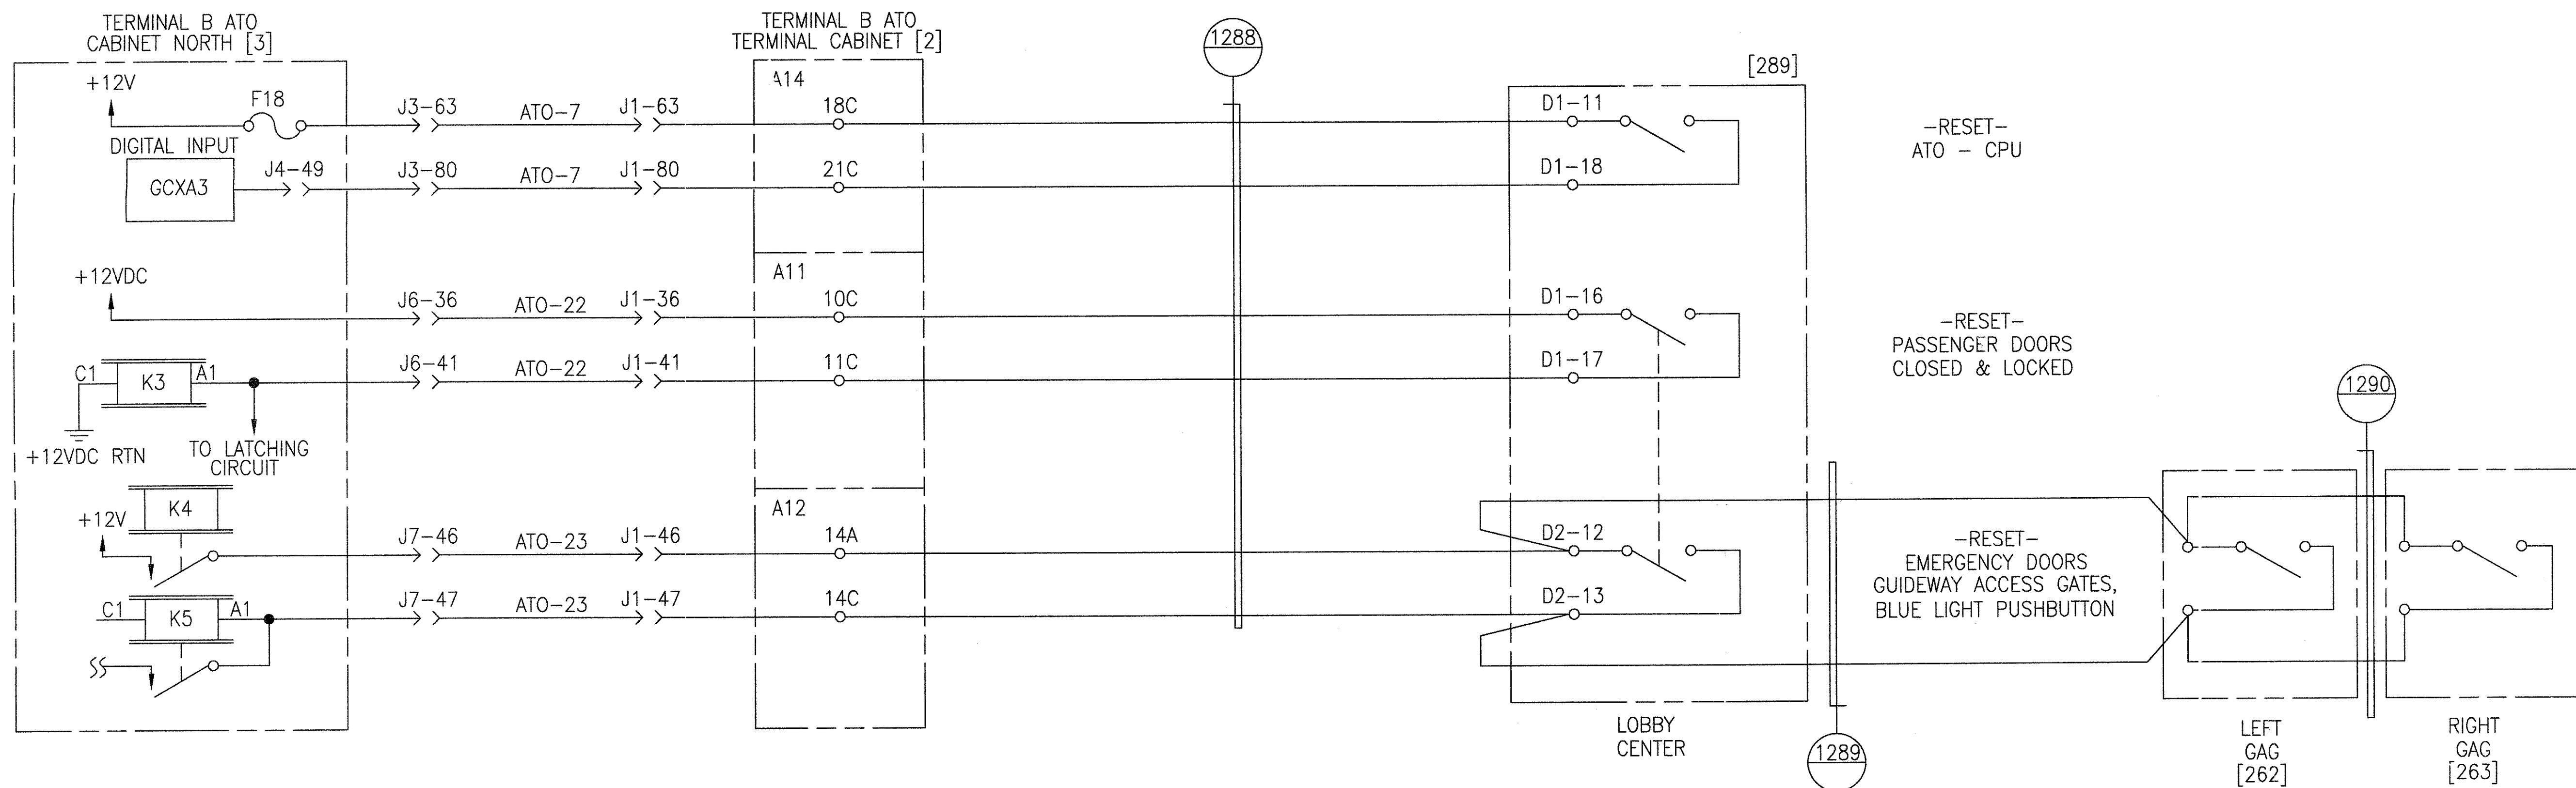 TERMINAL B ATO
CABINET NORTH [3]
TERMINAL B ATO
TERMINAL CABINET [2]
1288
[289]
+12V
F18
J3-63
ATO-7
J1-63
A14
18C
D1-11
-RESET-
ATO - CPU
DIGITAL INPUT
GCXA3
J4-49
J3-80
ATO-7
J1-80
21C
D1-18
+12VDC
J6-36
ATO-22
J1-36
A11
10C
D1-16
-RESET-
PASSENGER DOORS
CLOSED & LOCKED
C1
K3
A1
J6-41
ATO-22
J1-41
11C
D1-17
1290
+12VDC RTN
TO LATCHING
CIRCUIT
K4
+12V
J7-46
ATO-23
J1-46
A12
14A
D2-12
-RESET-
EMERGENCY DOORS
GUIDEWAY ACCESS GATES,
BLUE LIGHT PUSHBUTTON
C1
K5
A1
J7-47
ATO-23
J1-47
14C
D2-13
LOBBY
CENTER
1289
LEFT
GAG
[262]
RIGHT
GAG
[263]